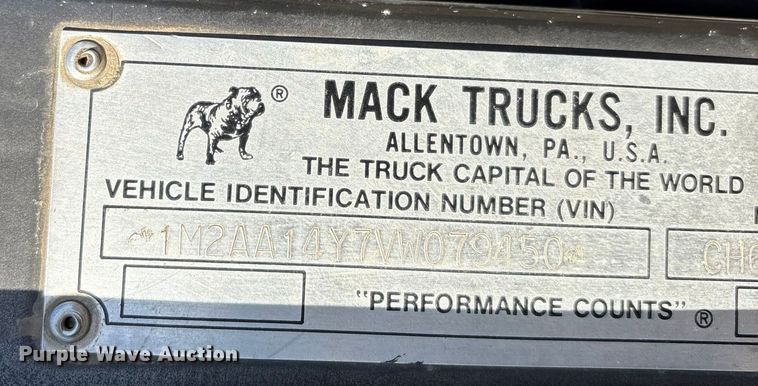 ®
MACK TRUCKS, INC.
ALLENTOWN, PA., U.S.A.
THE TRUCK CAPITAL OF THE WORLD
VEHICLE IDENTIFICATION NUMBER (VIN)
1M2AA14Y7VW079450
"PERFORMANCE COUNTS" ®
Purple Wave Auction